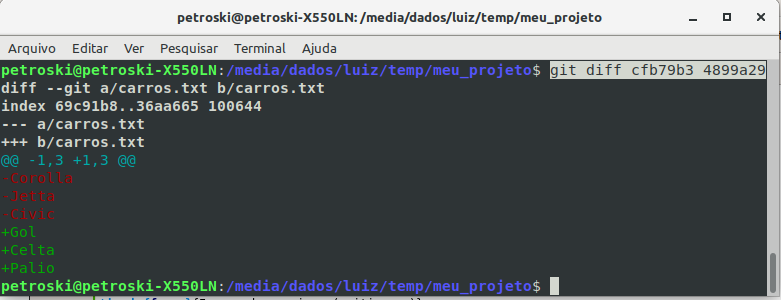 petroski@petroski-X550LN: /media/dados/luiz/temp/meu_projeto
Arquivo Editar Ver Pesquisar Terminal Ajuda
petroski@petroski-X550LN:/media/dados/luiz/temp/meu_projeto$ git diff cfb79b3 4899a29
diff --git a/carros.txt b/carros.txt
index 69c91b8..36aa665 100644
--- a/carros.txt
+++ b/carros.txt
@@ -1,3 +1,3 @@
-Corolla
-Jetta
-Civic
+Gol
+Celta
+Palio
petroski@petroski-X550LN:/media/dados/luiz/temp/meu_projeto$